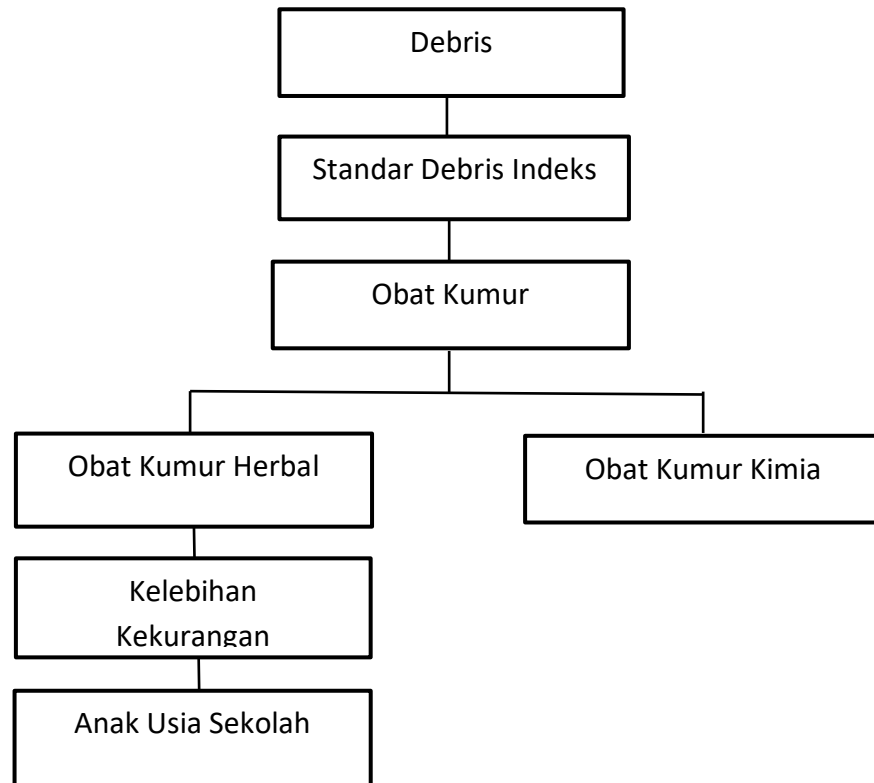 Debris
Standar Debris Indeks
Obat Kumur
Obat Kumur Herbal
Obat Kumur Kimia
Kelebihan
Kekurangan
Anak Usia Sekolah